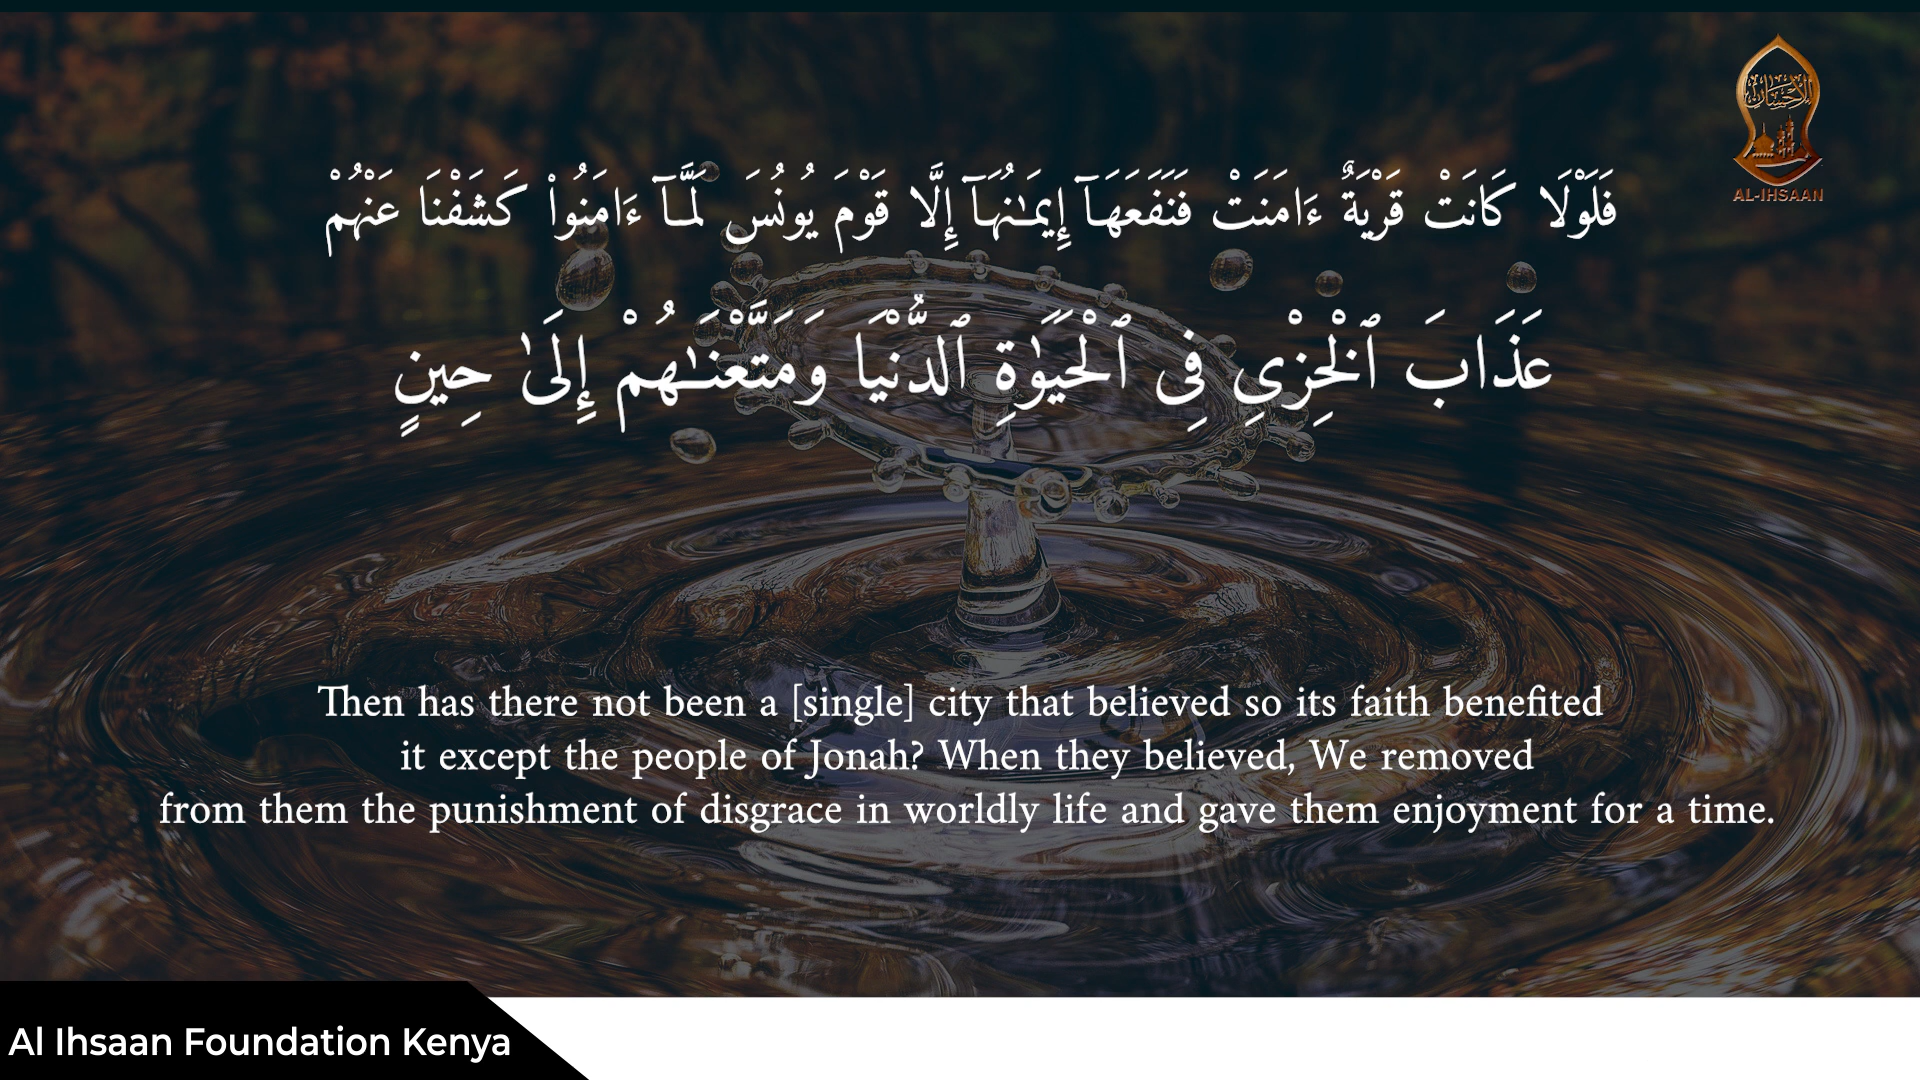 الإحسان
AL-IHSAAN
فَلَوْلَا كَانَتْ قَرْيَةٌ ءَامَنَتْ فَنَفَعَهَآ إِيمَـٰنُهَآ إِلَّا قَوْمَ يُونُسَ لَمَّآ ءَامَنُوا۟ كَشَفْنَا عَنْهُمْ
عَذَابَ ٱلْخِزْىِ فِى ٱلْحَيَوٰةِ ٱلدُّنْيَا وَمَتَّعْنَـٰهُمْ إِلَىٰ حِينٍ
Then has there not been a [single] city that believed so its faith benefited
it except the people of Jonah? When they believed, We removed
from them the punishment of disgrace in worldly life and gave them enjoyment for a time.
Al Ihsaan Foundation Kenya